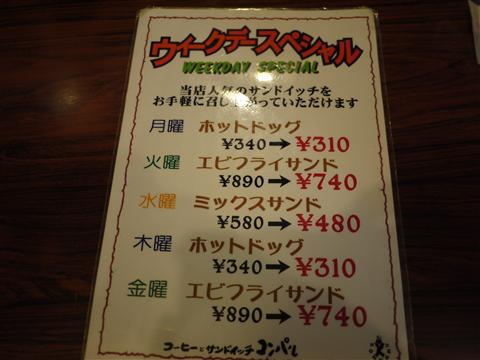 ウィークデースペシャル
WEEKDAY SPECIAL
当店人気のサンドイッチを
お手軽に召し上がっていただけます
月曜 ホットドッグ
¥340→¥310
火曜 エビフライサンド
¥890→¥740
水曜 ミックスサンド
¥580→¥480
木曜 ホットドッグ
¥340→¥310
金曜 エビフライサンド
¥890→¥740
コーヒーとサンドイッチ コンパル